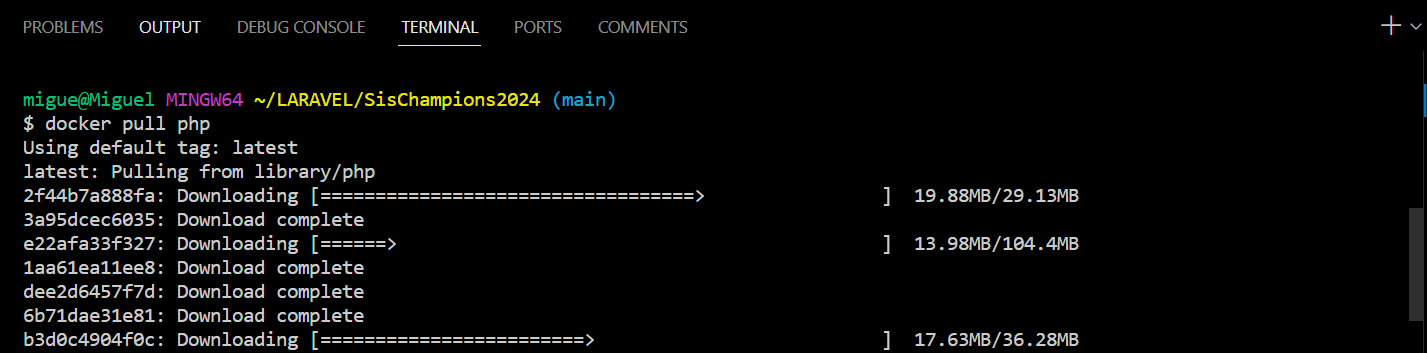 PROBLEMS OUTPUT DEBUG CONSOLE TERMINAL PORTS COMMENTS
migue@Miguel MINGW64 ~/LARAVEL/SisChampions2024 (main)
$ docker pull php
Using default tag: latest
latest: Pulling from library/php
2f44b7a888fa: Downloading [==================================> ] 19.88MB/29.13MB
3a95dcec6035: Download complete
e22afa33f327: Downloading [======> ] 13.98MB/104.4MB
1aa61ea11ee8: Download complete
dee2d6457f7d: Download complete
6b71dae31e81: Download complete
b3d0c4904f0c: Downloading [========================> ] 17.63MB/36.28MB